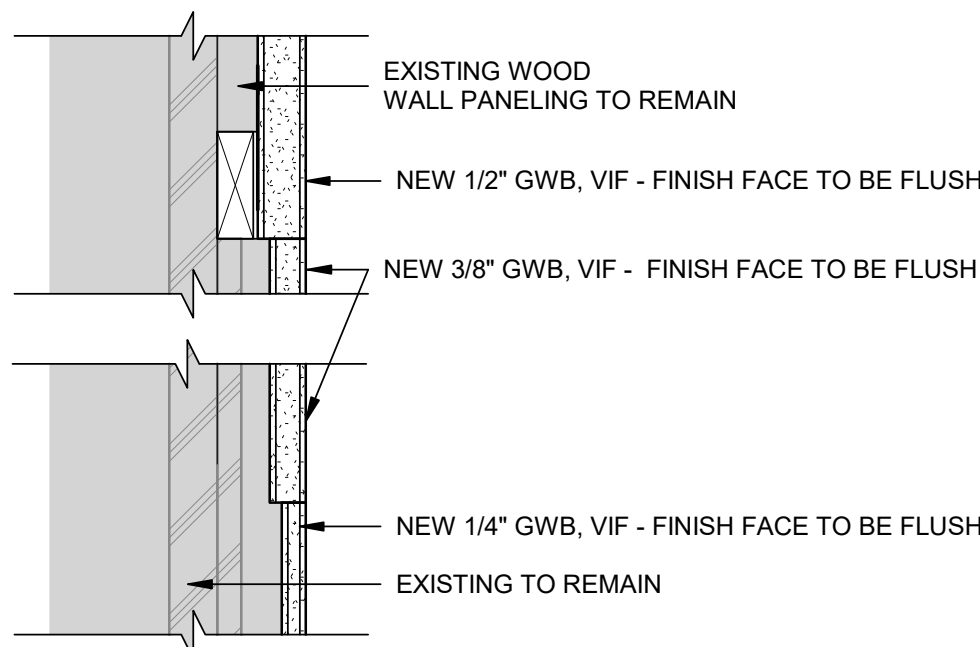 EXISTING WOOD
WALL PANELING TO REMAIN
NEW 1/2" GWB, VIF - FINISH FACE TO BE FLUSH
NEW 3/8" GWB, VIF - FINISH FACE TO BE FLUSH
NEW 1/4" GWB, VIF - FINISH FACE TO BE FLUSH
EXISTING TO REMAIN